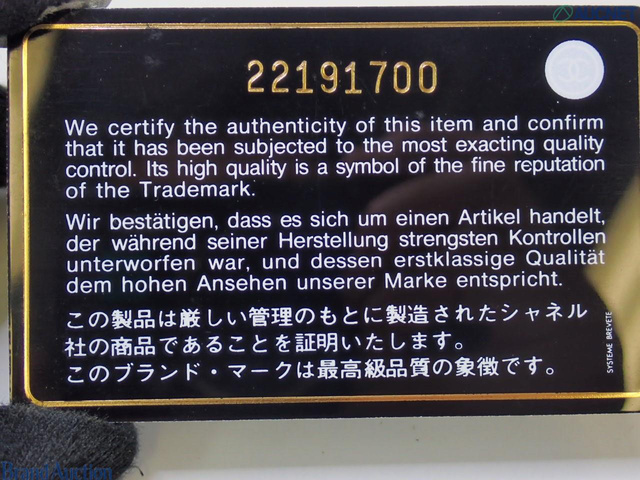 22191700
We certify the authenticity of this item and confirm
that it has been subjected to the most exacting quality
control. Its high quality is a symbol of the fine reputation
of the Trademark.
Wir bestätigen, dass es sich um einen Artikel handelt,
der während seiner Herstellung strengsten Kontrollen
unterworfen war, und dessen erstklassige Qualität
dem hohen Ansehen unserer Marke entspricht.
この製品は厳しい管理のもとに製造されたシャネル
社の商品であることを証明いたします。
このブランド・マークは最高級品質の象徴です。
SYSTEME BREVETE
Auction